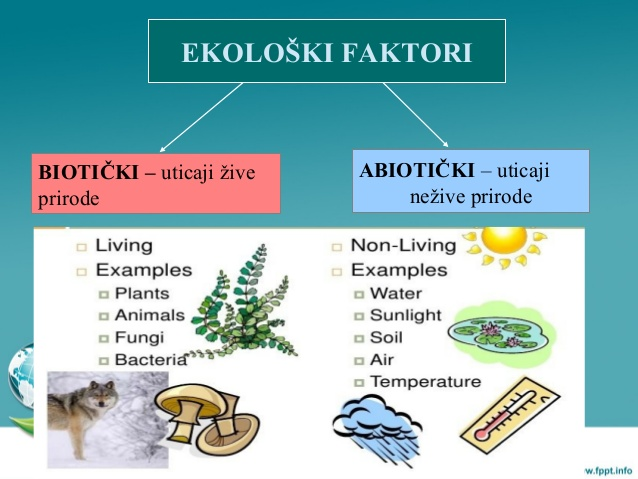 EKOLOŠKI FAKTORI
BIOTIČKI – uticaji žive
prirode
ABIOTIČKI – uticaji
nežive prirode
Living
Examples
Plants
Animals
Fungi
Bacteria
Non-Living
Examples
Water
Sunlight
Soil
Air
Temperature
w.fppt.info